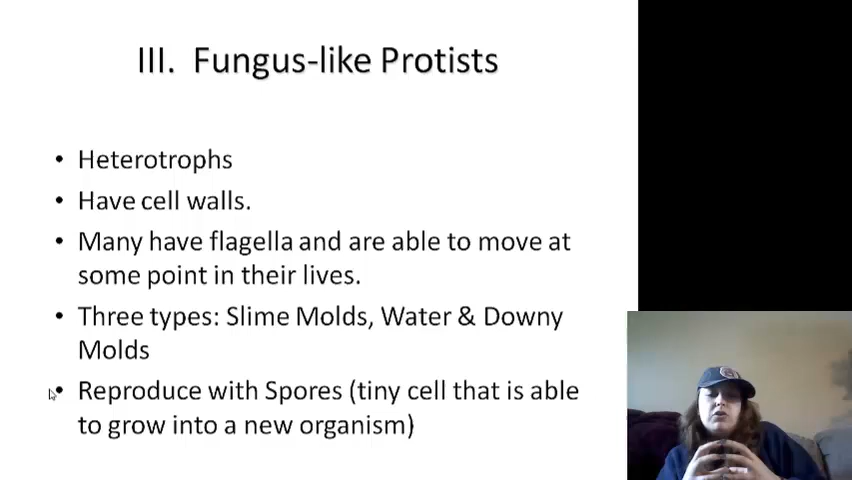 III. Fungus-like Protists
• Heterotrophs
• Have cell walls.
• Many have flagella and are able to move at
some point in their lives.
• Three types: Slime Molds, Water & Downy
Molds
• Reproduce with Spores (tiny cell that is able
to grow into a new organism)